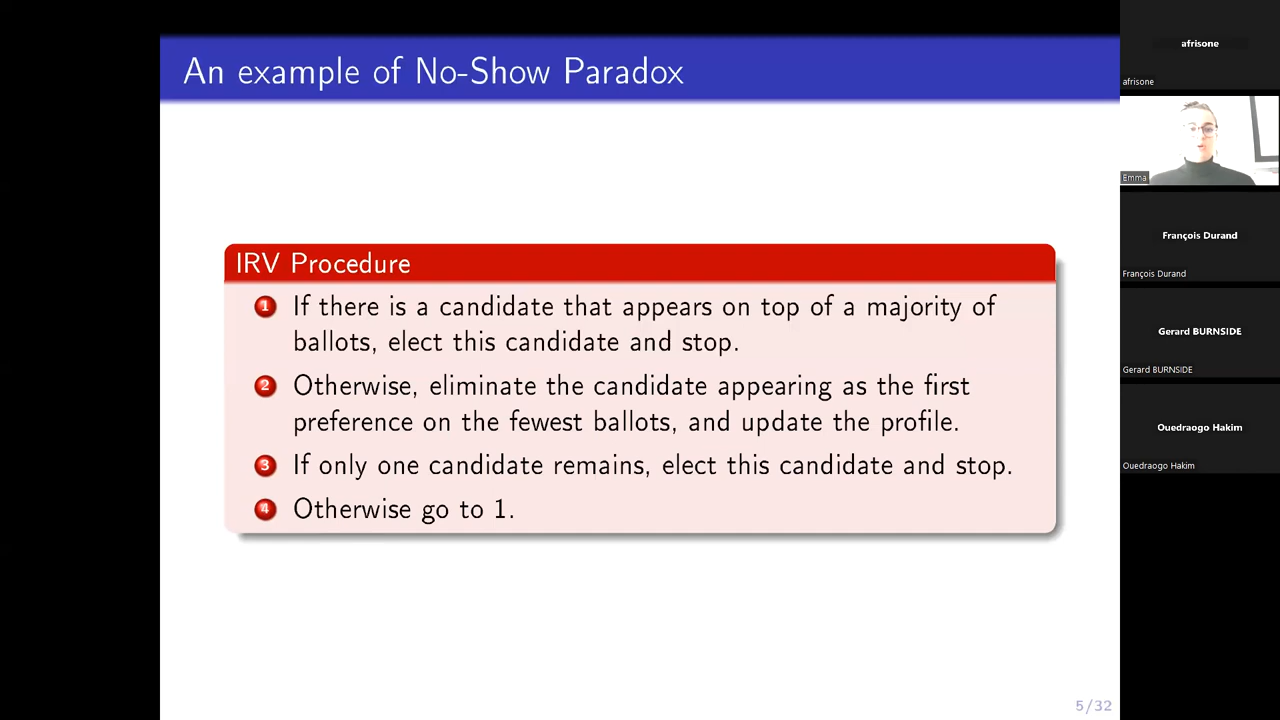 An example of No-Show Paradox
IRV Procedure
1 If there is a candidate that appears on top of a majority of
ballots, elect this candidate and stop.
2 Otherwise, eliminate the candidate appearing as the first
preference on the fewest ballots, and update the profile.
3 If only one candidate remains, elect this candidate and stop.
4 Otherwise go to 1.
5/32
afrisone
afrisone
Emma
François Durand
François Durand
Gerard BURNSIDE
Gerard BURNSIDE
Ouedraogo Hakim
Ouedraogo Hakim